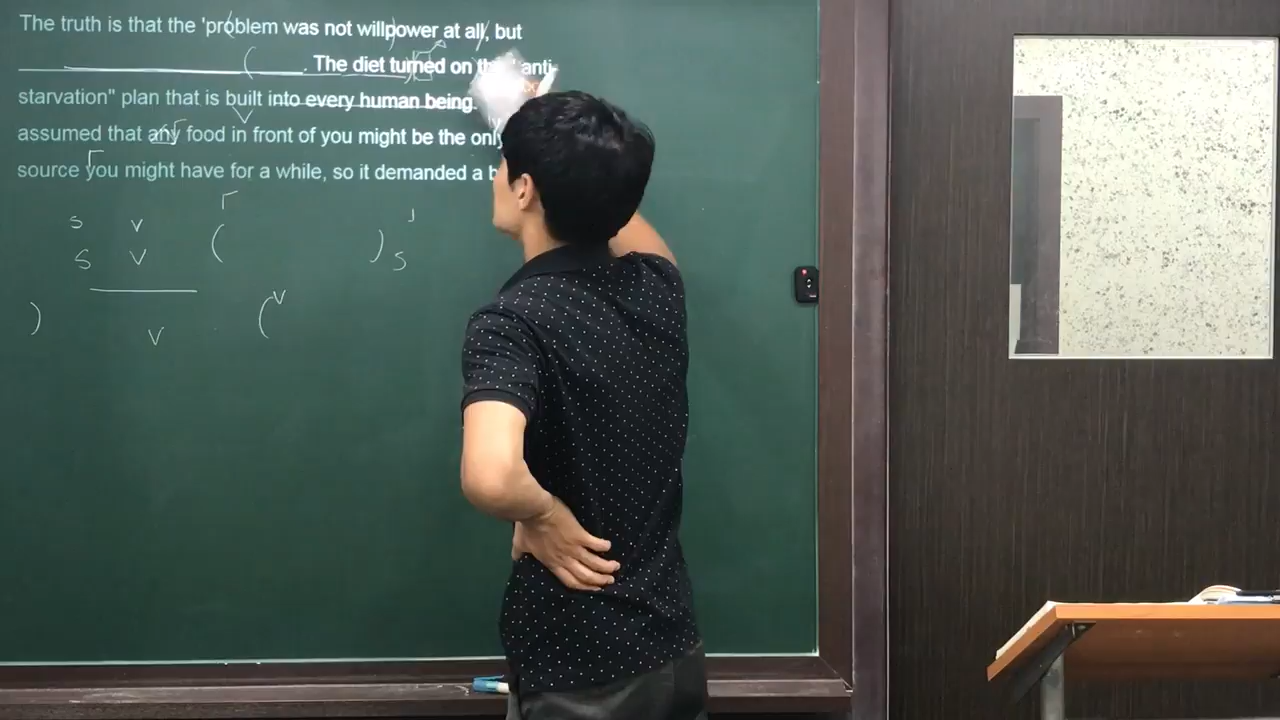 The truth is that the 'problem was not willpower at all, but
____________________. The diet turned on anti-
starvation" plan that is built into every human being.
assumed that any food in front of you might be the only
source you might have for a while, so it demanded a
s v
s v ( ) s
) v ( v